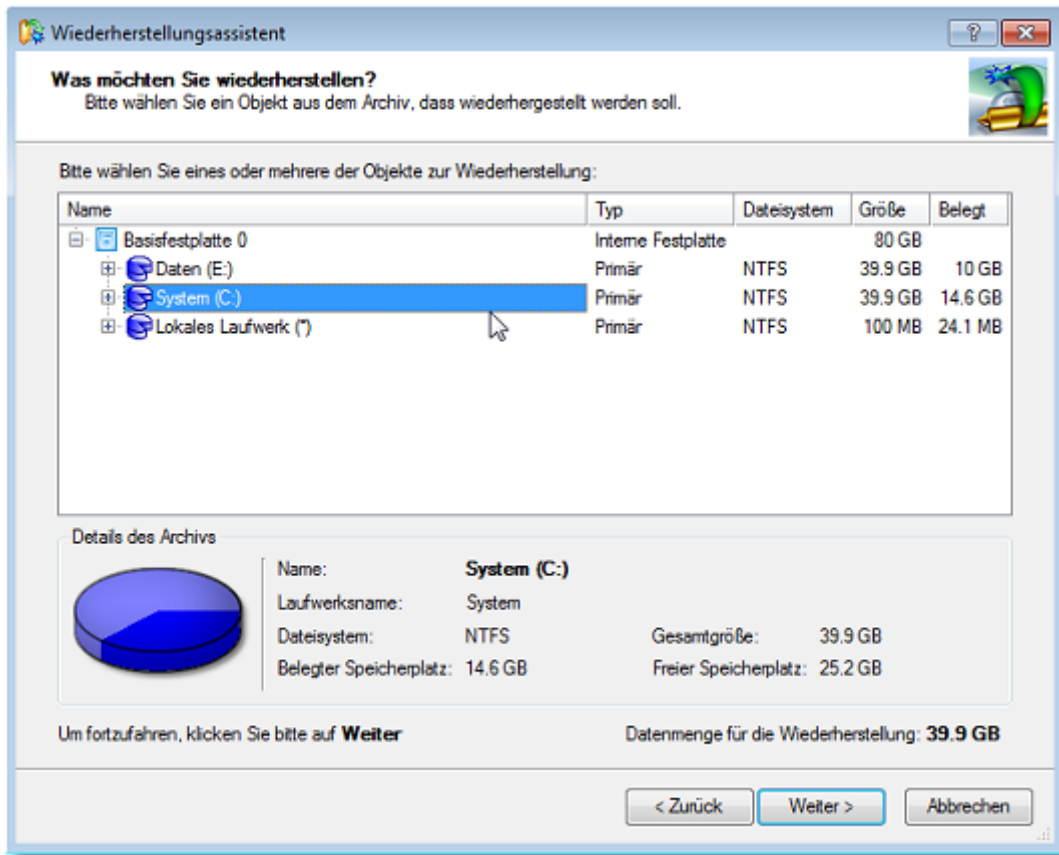 Wiederherstellungsassistent
Was möchten Sie wiederherstellen?
Bitte wählen Sie ein Objekt aus dem Archiv, dass wiederhergestellt werden soll.
Bitte wählen Sie eines oder mehrere der Objekte zur Wiederherstellung:
Name Typ Dateisystem Größe Belegt
Basisfestplatte 0 Interne Festplatte 80 GB
Daten (E:) Primär NTFS 39.9 GB 10 GB
System (C:) Primär NTFS 39.9 GB 14.6 GB
Lokales Laufwerk (*) Primär NTFS 100 MB 24.1 MB
Details des Archivs
Name: System (C:)
Laufwerksname: System
Dateisystem: NTFS Gesamtgröße: 39.9 GB
Belegter Speicherplatz: 14.6 GB Freier Speicherplatz: 25.2 GB
Um fortzufahren, klicken Sie bitte auf Weiter Datenmenge für die Wiederherstellung: 39.9 GB
< Zurück Weiter > Abbrechen